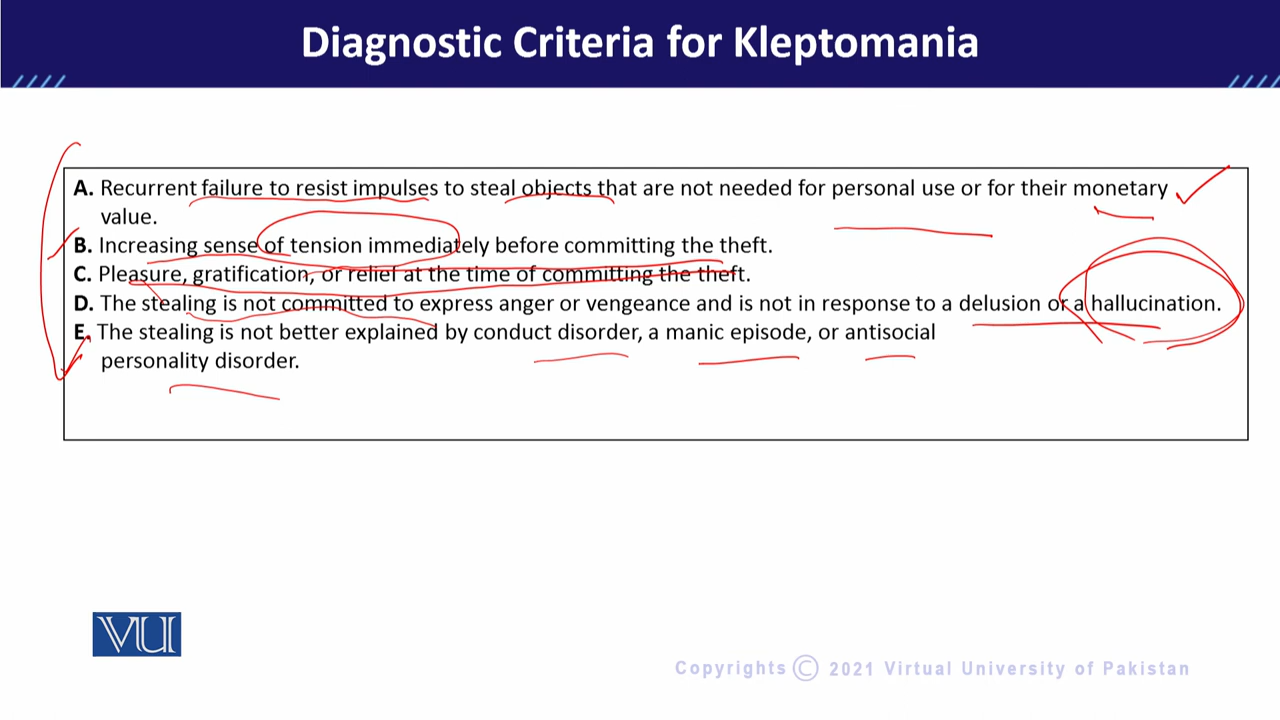 Diagnostic Criteria for Kleptomania
A. Recurrent failure to resist impulses to steal objects that are not needed for personal use or for their monetary
value.
B. Increasing sense of tension immediately before committing the theft.
C. Pleasure, gratification, or relief at the time of committing the theft.
D. The stealing is not committed to express anger or vengeance and is not in response to a delusion or a hallucination.
E. The stealing is not better explained by conduct disorder, a manic episode, or antisocial
personality disorder.
VU
Copyrights © 2021 Virtual University of Pakistan